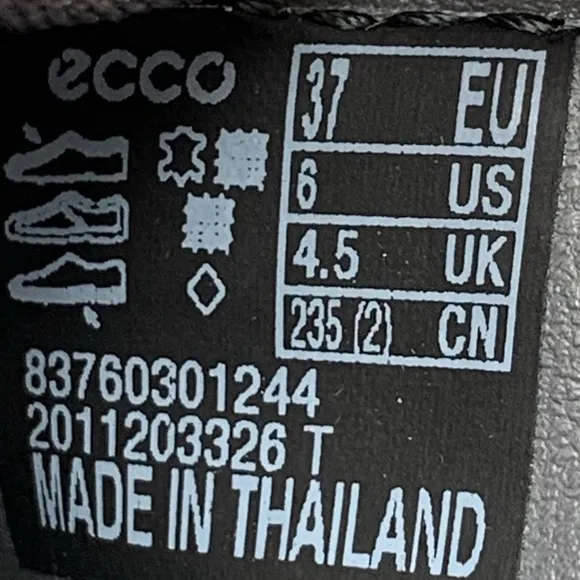 ecco
37 EU
6 US
4.5 UK
235 (2) CN
83760301244
2011203326 T
MADE IN THAILAND